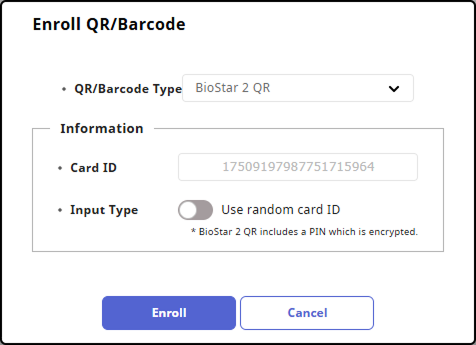 Enroll QR/Barcode
• QR/Barcode Type BioStar 2 QR
Information
• Card ID 17509197987751715964
• Input Type Use random card ID
* BioStar 2 QR includes a PIN which is encrypted.
Enroll Cancel